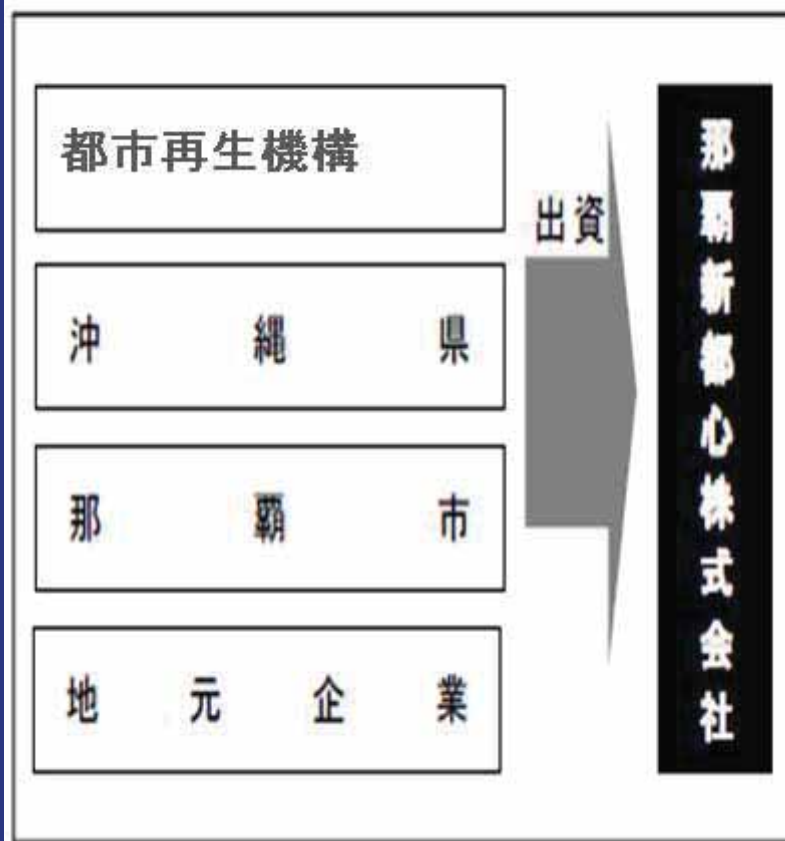 都市再生機構
沖縄県
那覇市
地元企業
出資
那覇新都心株式会社